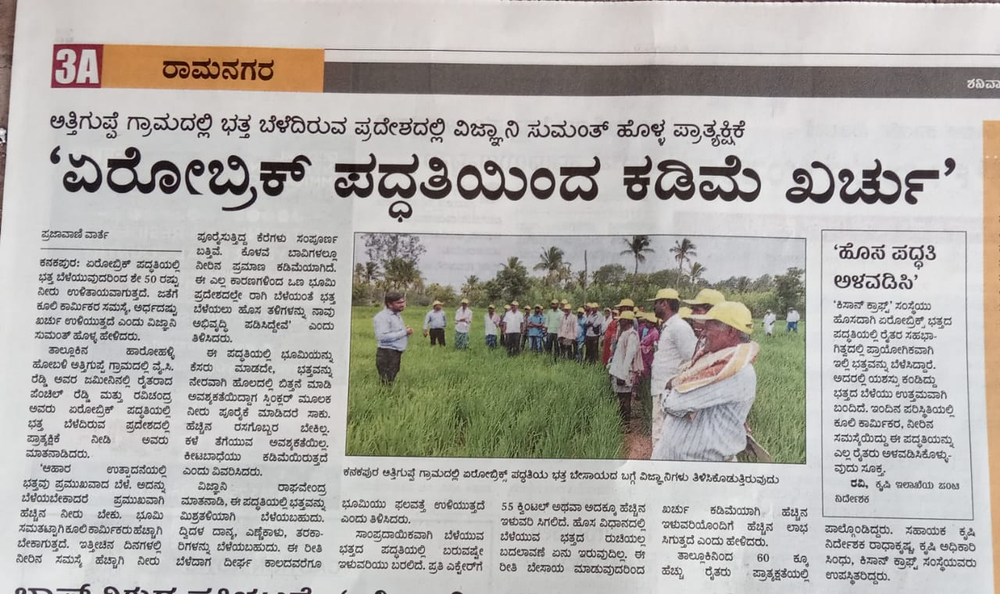 3A
ರಾಮನಗರ
ಶನಿವಾ
ಅತ್ತಿಗುಪ್ಪೆ ಗ್ರಾಮದಲ್ಲಿ ಭತ್ತ ಬೆಳೆದಿರುವ ಪ್ರದೇಶದಲ್ಲಿ ವಿಜ್ಞಾನಿ ಸುಮಂತ್ ಹೊಳ್ಳ ಪ್ರಾತ್ಯಕ್ಷಿಕೆ
‘ಏರೋಬ್ರಿಕ್ ಪದ್ಧತಿಯಿಂದ ಕಡಿಮೆ ಖರ್ಚು’
ಪ್ರಜಾವಾಣಿ ವಾರ್ತೆ
ಕನಕಪುರ: ಏರೋಬ್ರಿಕ್ ಪದ್ಧತಿಯಲ್ಲಿ
ಭತ್ತ ಬೆಳೆಯುವುದರಿಂದ ಶೇ 50 ರಷ್ಟು
ನೀರು ಉಳಿತಾಯವಾಗುತ್ತದೆ. ಜತೆಗೆ
ಕೂಲಿ ಕಾರ್ಮಿಕರ ಸಮಸ್ಯೆ, ಅರ್ಧದಷ್ಟು
ಖರ್ಚು ಉಳಿಯುತ್ತದೆ ಎಂದು ವಿಜ್ಞಾನಿ
ಸುಮಂತ್ ಹೊಳ್ಳ ಹೇಳಿದರು.
ತಾಲ್ಲೂಕಿನ ಹಾರೋಹಳ್ಳಿ
ಹೋಬಳಿ ಅತ್ತಿಗುಪ್ಪೆ ಗ್ರಾಮದಲ್ಲಿ ವೈ.ಸಿ.
ರೆಡ್ಡಿ ಅವರ ಜಮೀನಿನಲ್ಲಿ ರೈತರಾದ
ಪೆಂಚಿಲ್ ರೆಡ್ಡಿ ಮತ್ತು ರವಿಚಂದ್ರ
ಅವರು ಏರೋಬ್ರಿಕ್ ಪದ್ಧತಿಯಲ್ಲಿ
ಭತ್ತ ಬೆಳೆದಿರುವ ಪ್ರದೇಶದಲ್ಲಿ
ಪ್ರಾತ್ಯಕ್ಷಿಕೆ ನೀಡಿ ಅವರು
ಮಾತನಾಡಿದರು.
‘ಆಹಾರ ಉತ್ಪಾದನೆಯಲ್ಲಿ
ಭತ್ತವು ಪ್ರಮುಖವಾದ ಬೆಳೆ. ಅದನ್ನು
ಬೆಳೆಯಬೇಕಾದರೆ ಪ್ರಮುಖವಾಗಿ
ಹೆಚ್ಚಿನ ನೀರು ಬೇಕು. ಭೂಮಿ
ಸಮತಟ್ಟಾಗಿ ಕೂಲಿ ಕಾರ್ಮಿಕರು ಹೆಚ್ಚಾಗಿ
ಬೇಕಾಗುತ್ತದೆ. ಇತ್ತೀಚಿನ ದಿನಗಳಲ್ಲಿ
ನೀರಿನ ಸಮಸ್ಯೆ ಹೆಚ್ಚಾಗಿ ನೀರು
ಪೂರೈಸುತ್ತಿದ್ದ ಕೆರೆಗಳು ಸಂಪೂರ್ಣ
ಬತ್ತಿವೆ. ಕೊಳವೆ ಬಾವಿಗಳಲ್ಲೂ
ನೀರಿನ ಪ್ರಮಾಣ ಕಡಿಮೆಯಾಗಿದೆ.
ಈ ಎಲ್ಲ ಕಾರಣಗಳಿಂದ ಒಣ ಭೂಮಿ
ಪ್ರದೇಶದಲ್ಲೇ ರಾಗಿ ಬೆಳೆಯಂತೆ ಭತ್ತ
ಬೆಳೆಯಲು ಹೊಸ ತಳಿಗಳನ್ನು ನಾವು
ಅಭಿವೃದ್ಧಿ ಪಡಿಸಿದ್ದೇವೆ’ ಎಂದು
ತಿಳಿಸಿದರು.
ಈ ಪದ್ಧತಿಯಲ್ಲಿ ಭೂಮಿಯನ್ನು
ಕೆಸರು ಮಾಡದೇ, ಭತ್ತವನ್ನು
ನೇರವಾಗಿ ಹೊಲದಲ್ಲಿ ಬಿತ್ತನೆ ಮಾಡಿ
ಅವಶ್ಯಕತೆಯಿದ್ದಾಗ ಸ್ಪಿಂಕ್ಲರ್ ಮೂಲಕ
ನೀರು ಪೂರೈಕೆ ಮಾಡಿದರೆ ಸಾಕು.
ಹೆಚ್ಚಿನ ರಸಗೊಬ್ಬರ ಬೇಕಿಲ್ಲ.
ಕಳೆ ತೆಗೆಯುವ ಅವಶ್ಯಕತೆಯಿಲ್ಲ.
ಕೀಟಬಾಧೆಯು ಕಡಿಮೆಯಿರುತ್ತದೆ
ಎಂದು ವಿವರಿಸಿದರು.
ವಿಜ್ಞಾನಿ ರಾಘವೇಂದ್ರ
ಮಾತನಾಡಿ, ಈ ಪದ್ಧತಿಯಲ್ಲಿ ಭತ್ತವನ್ನು
ಮಿಶ್ರತಳಿಯಾಗಿ ಬೆಳೆಯಬಹುದು.
ದ್ವಿದಳ ದಾನ್ಯ, ಎಣ್ಣೆಕಾಳು, ತರಕಾ-
ರಿಗಳನ್ನು ಬೆಳೆಯಬಹುದು. ಈ ರೀತಿ
ಬೆಳೆದಾಗ ದೀರ್ಘ ಕಾಲದವರೆಗೂ
ಕನಕಪುರ ಅತ್ತಿಗುಪ್ಪೆ ಗ್ರಾಮದಲ್ಲಿ ಏರೋಬ್ರಿಕ್ಸ್ ಪದ್ಧತಿಯ ಭತ್ತ ಬೇಸಾಯದ ಬಗ್ಗೆ ವಿಜ್ಞಾನಿಗಳು ತಿಳಿಸಿಕೊಡುತ್ತಿರುವುದು
ಭೂಮಿಯು ಫಲವತ್ತೆ ಉಳಿಯುತ್ತದೆ
ಎಂದು ತಿಳಿಸಿದರು.
ಸಾಂಪ್ರದಾಯಿಕವಾಗಿ ಬೆಳೆಯುವ
ಭತ್ತದ ಪದ್ಧತಿಯಲ್ಲಿ ಬರುವಷ್ಟೇ
ಇಳುವರಿಯು ಬರಲಿದೆ. ಪ್ರತಿ ಎಕ್ರೇರ್‌ಗೆ
55 ಕ್ವಿಂಟಲ್ ಅಥವಾ ಅದಕ್ಕೂ ಹೆಚ್ಚಿನ
ಇಳುವರಿ ಸಿಗಲಿದೆ. ಹೊಸ ವಿಧಾನದಲ್ಲಿ
ಬೆಳೆಯುವ ಭತ್ತದ ರುಚಿಯಲ್ಲ
ಬದಲಾವಣೆ ಏನು ಇರುವುದಿಲ್ಲ. ಈ
ರೀತಿ ಬೇಸಾಯ ಮಾಡುವುದರಿಂದ
ಖರ್ಚು ಕಡಿಮೆಯಾಗಿ ಹೆಚ್ಚಿನ
ಇಳುವರಿಯೊಂದಿಗೆ ಹೆಚ್ಚಿನ ಲಾಭ
ಸಿಗುತ್ತದೆ ಎಂದು ಹೇಳಿದರು.
ತಾಲ್ಲೂಕಿನಿಂದ 60 ಕ್ಕೂ
ಹೆಚ್ಚು ರೈತರು ಪ್ರಾತ್ಯಕ್ಷತೆಯಲ್ಲಿ
ಪಾಲ್ಗೊಂಡಿದ್ದರು. ಸಹಾಯಕ ಕೃಷಿ
ನಿರ್ದೇಶಕ ರಾಧಾಕೃಷ್ಣ, ಕೃಷಿ ಅಧಿಕಾರಿ
ಸಿಂಧು, ಕಿಸಾನ್ ಕ್ರಾಫ್ಟ್ ಸಂಸ್ಥೆಯವರು
ಉಪಸ್ಥಿತರಿದ್ದರು.
‘ಹೊಸ ಪದ್ಧತಿ
ಅಳವಡಿಸಿ’
‘ಕಿಸಾನ್ ಕ್ರಾಫ್ಟ್’ ಸಂಸ್ಥೆಯು
ಹೊಸದಾಗಿ ಏರೋಬ್ರಿಕ್ಸ್ ಭತ್ತದ
ಪದ್ಧತಿಯಲ್ಲಿ ರೈತರ ಸಹಭಾ-
ಗಿತ್ವದಲ್ಲಿ ಪ್ರಾಯೋಗಿಕವಾಗಿ
ಇಲ್ಲಿ ಭತ್ತವನ್ನು ಬೆಳೆಸಿದ್ದಾರೆ.
ಅದರಲ್ಲಿ ಯಶಸ್ಸು ಕಂಡಿದ್ದು
ಭತ್ತದ ಬೆಳೆಯು ಉತ್ತಮವಾಗಿ
ಬಂದಿದೆ. ಇಂದಿನ ಪರಿಸ್ಥಿತಿಯಲ್ಲಿ
ಕೂಲಿ ಕಾರ್ಮಿಕರ, ನೀರಿನ
ಸಮಸ್ಯೆಯಿದ್ದು ಈ ಪದ್ಧತಿಯನ್ನು
ಎಲ್ಲ ರೈತರು ಅಳವಡಿಸಿಕೊಳ್ಳು-
ವುದು ಸೂಕ್ತ.
ರವಿ, ಕೃಷಿ ಇಲಾಖೆಯ ಜಂಟಿ
ನಿರ್ದೇಶಕ